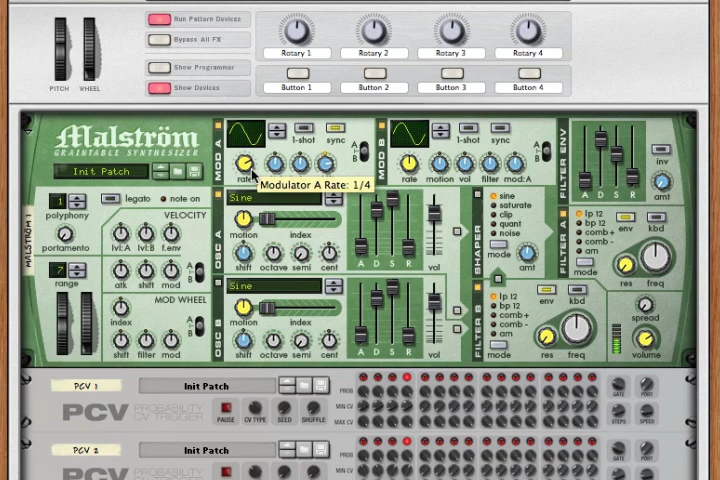 Run Pattern Devices
Bypass All FX
Show Programmer
Show Devices
PITCH WHEEL
Rotary 1 Rotary 2 Rotary 3 Rotary 4
Button 1 Button 2 Button 3 Button 4
Malström
GRAINTABLE SYNTHESIZER
Init Patch
MALSTRÖM 1
1 polyphony
legato note on
portamento
7 range
VELOCITY
lvl:A lvl:B f.env
atk shift mod A B
MOD WHEEL
index
shift filter mod A B
MOD A
1-shot sync
A B
rate
Modulator A Rate: 1/4
MOD B
1-shot sync
A B
rate motion vol filter mod:A
OSC A
Sine
motion index
shift octave semi cent
A D S R vol
OSC B
Sine
motion index
shift octave semi cent
A D S R vol
SHAPER
sine
saturate
clip
quant
noise
mode amt
FILTER ENV
A D S R
inv
amt
FILTER A
lp 12
bp 12
comb +
comb -
am
mode
env kbd
res freq
FILTER B
lp 12
bp 12
comb +
comb -
am
mode
env kbd
res freq
spread
volume
PCV 1
Init Patch
PCV PROBABILITY CV TRIGGER
PAUSE CV TYPE SEED SHUFFLE
PROB
MIN CV
MAX CV
GATE PORT
STEPS SPEED
PCV 2
Init Patch
PCV PROBABILITY CV TRIGGER
PROB
MIN CV
GATE PORT